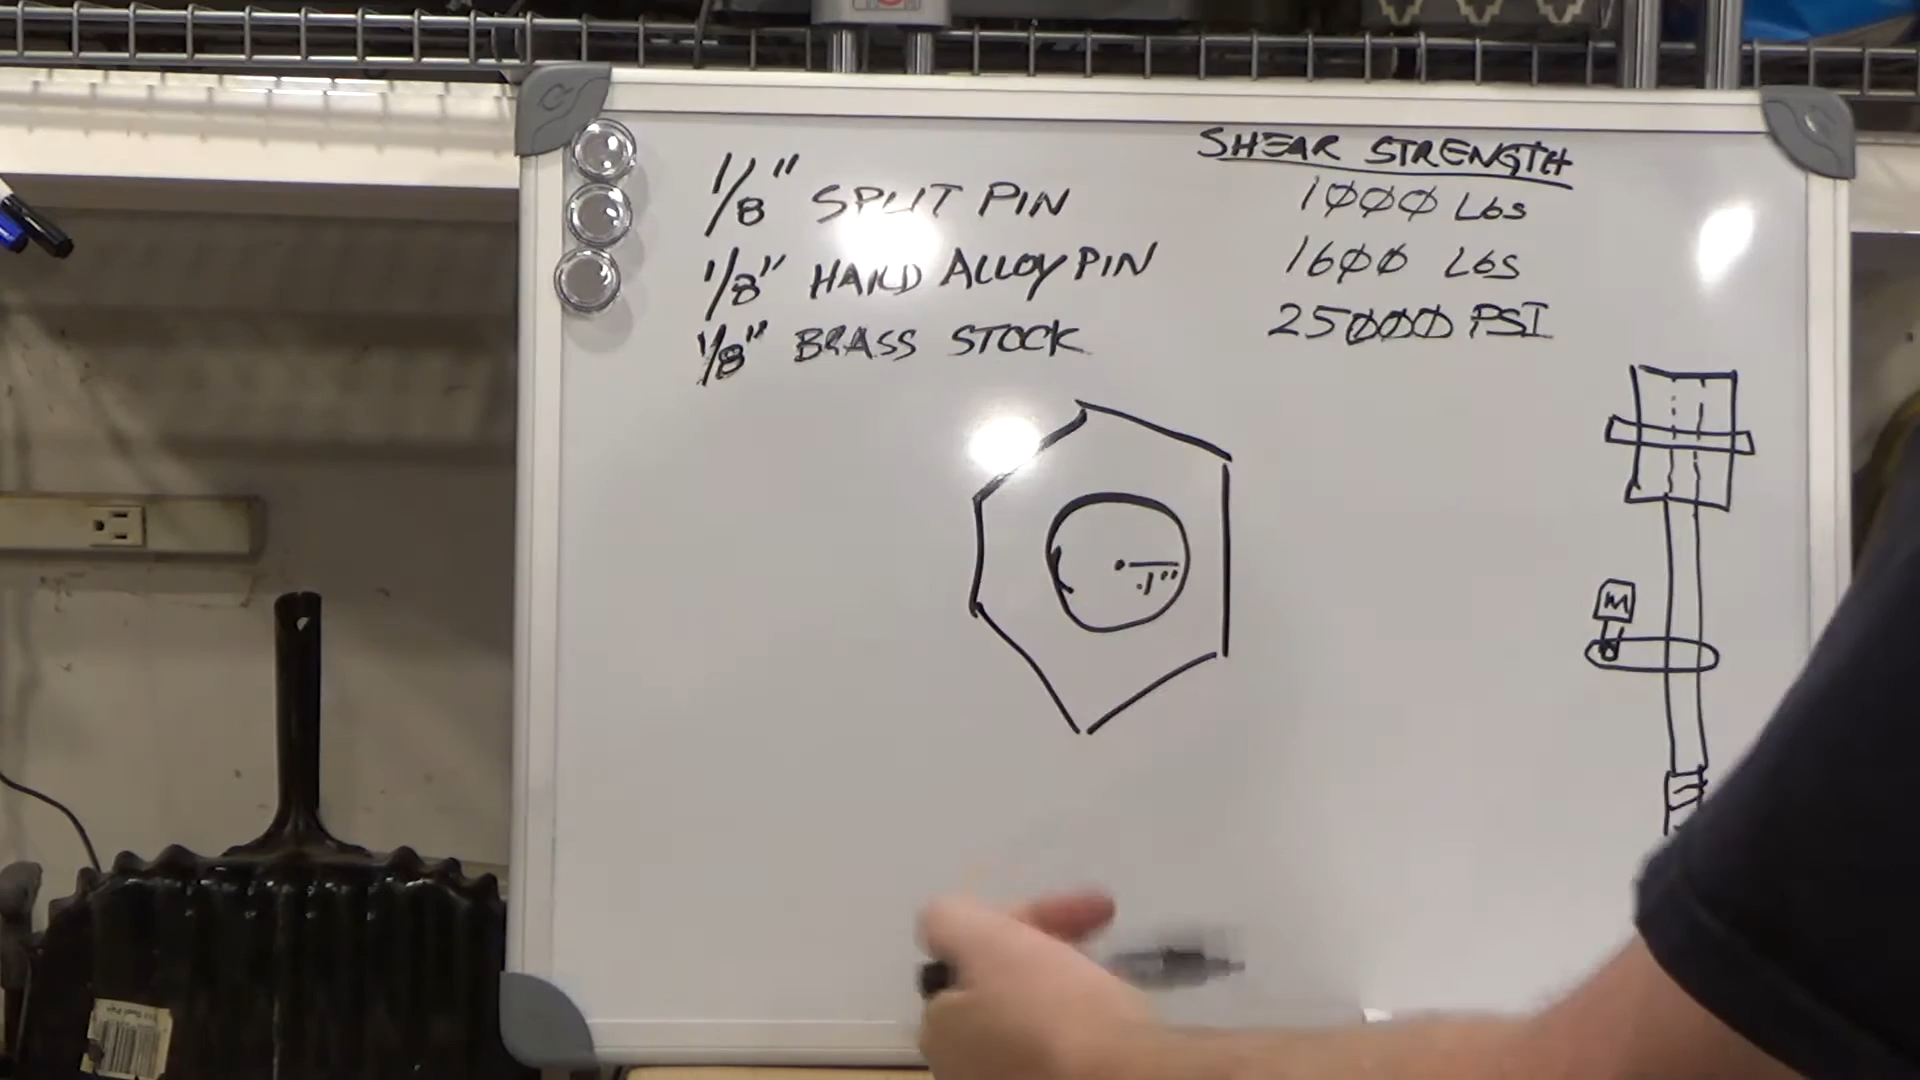 SHEAR STRENGTH
1/8" SPLIT PIN 1000 Lbs
1/8" HARD ALLOY PIN 1600 Lbs
1/8" BRASS STOCK 25000 PSI
.1"
M